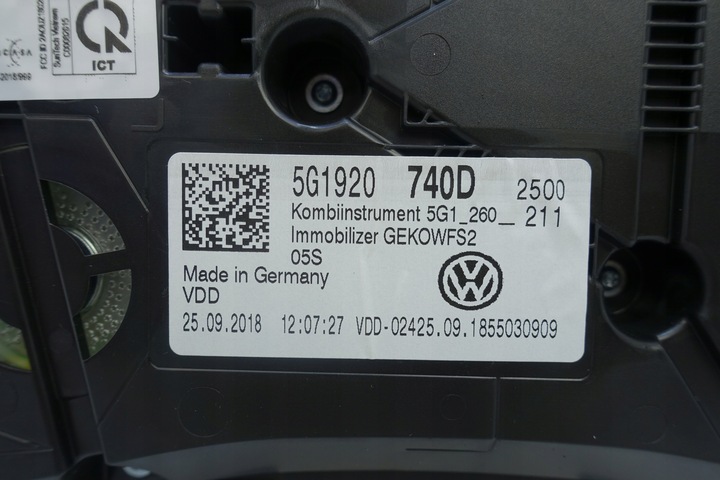 ICT
5G1920 740D 2500
Kombiinstrument 5G1_260__ 211
Immobilizer GEKOWFS2
05S
Made in Germany
VDD
25.09.2018 12:07:27 VDD-02425.09.1855030909